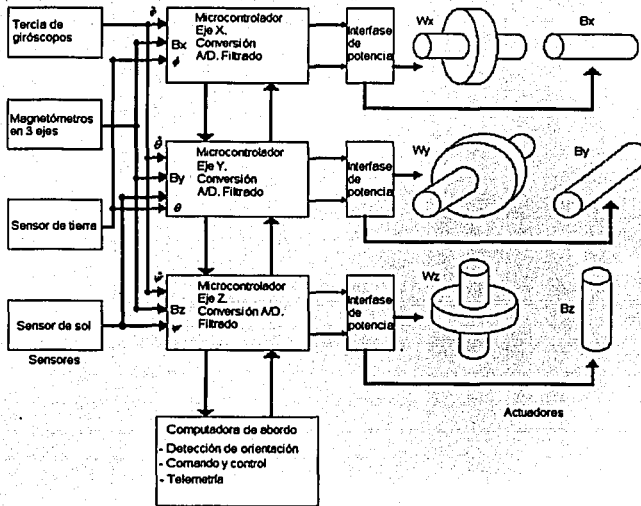 Tercia de
giróscopos
Magnetómetros
en 3 ejes
Sensor de tierra
Sensor de sol
Sensores
Bx
ϕ
Microcontrolador
Eje X.
Conversión
A/D. Filtrado
Interfase
de
potencia
Wx
Bx
θ̇
By
θ
Microcontrolador
Eje Y.
Conversión
A/D. Filtrado
Interfase
de
potencia
Wy
By
ψ̇
Bz
ψ
Microcontrolador
Eje Z.
Conversión A/D.
Filtrado
Interfase
de
potencia
Wz
Bz
Actuadores
Computadora de abordo
- Detección de orientación
- Comando y control
- Telemetría